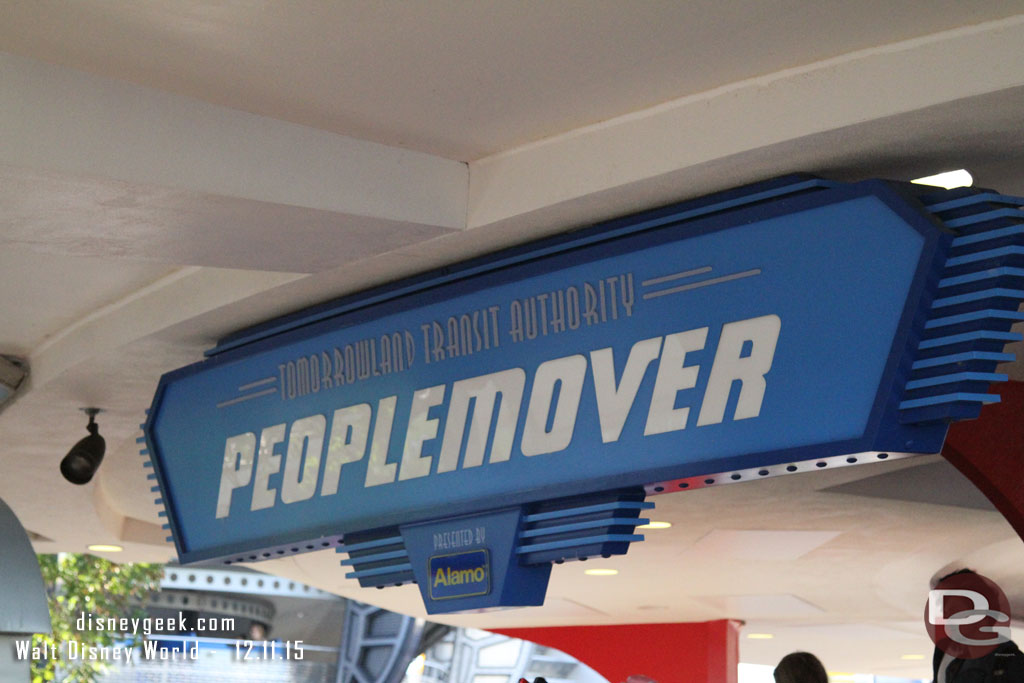 TOMORROWLAND TRANSIT AUTHORITY
PEOPLEMOVER
PRESENTED BY
Alamo
disneygeek.com
Walt Disney World - 12.11.15
DG